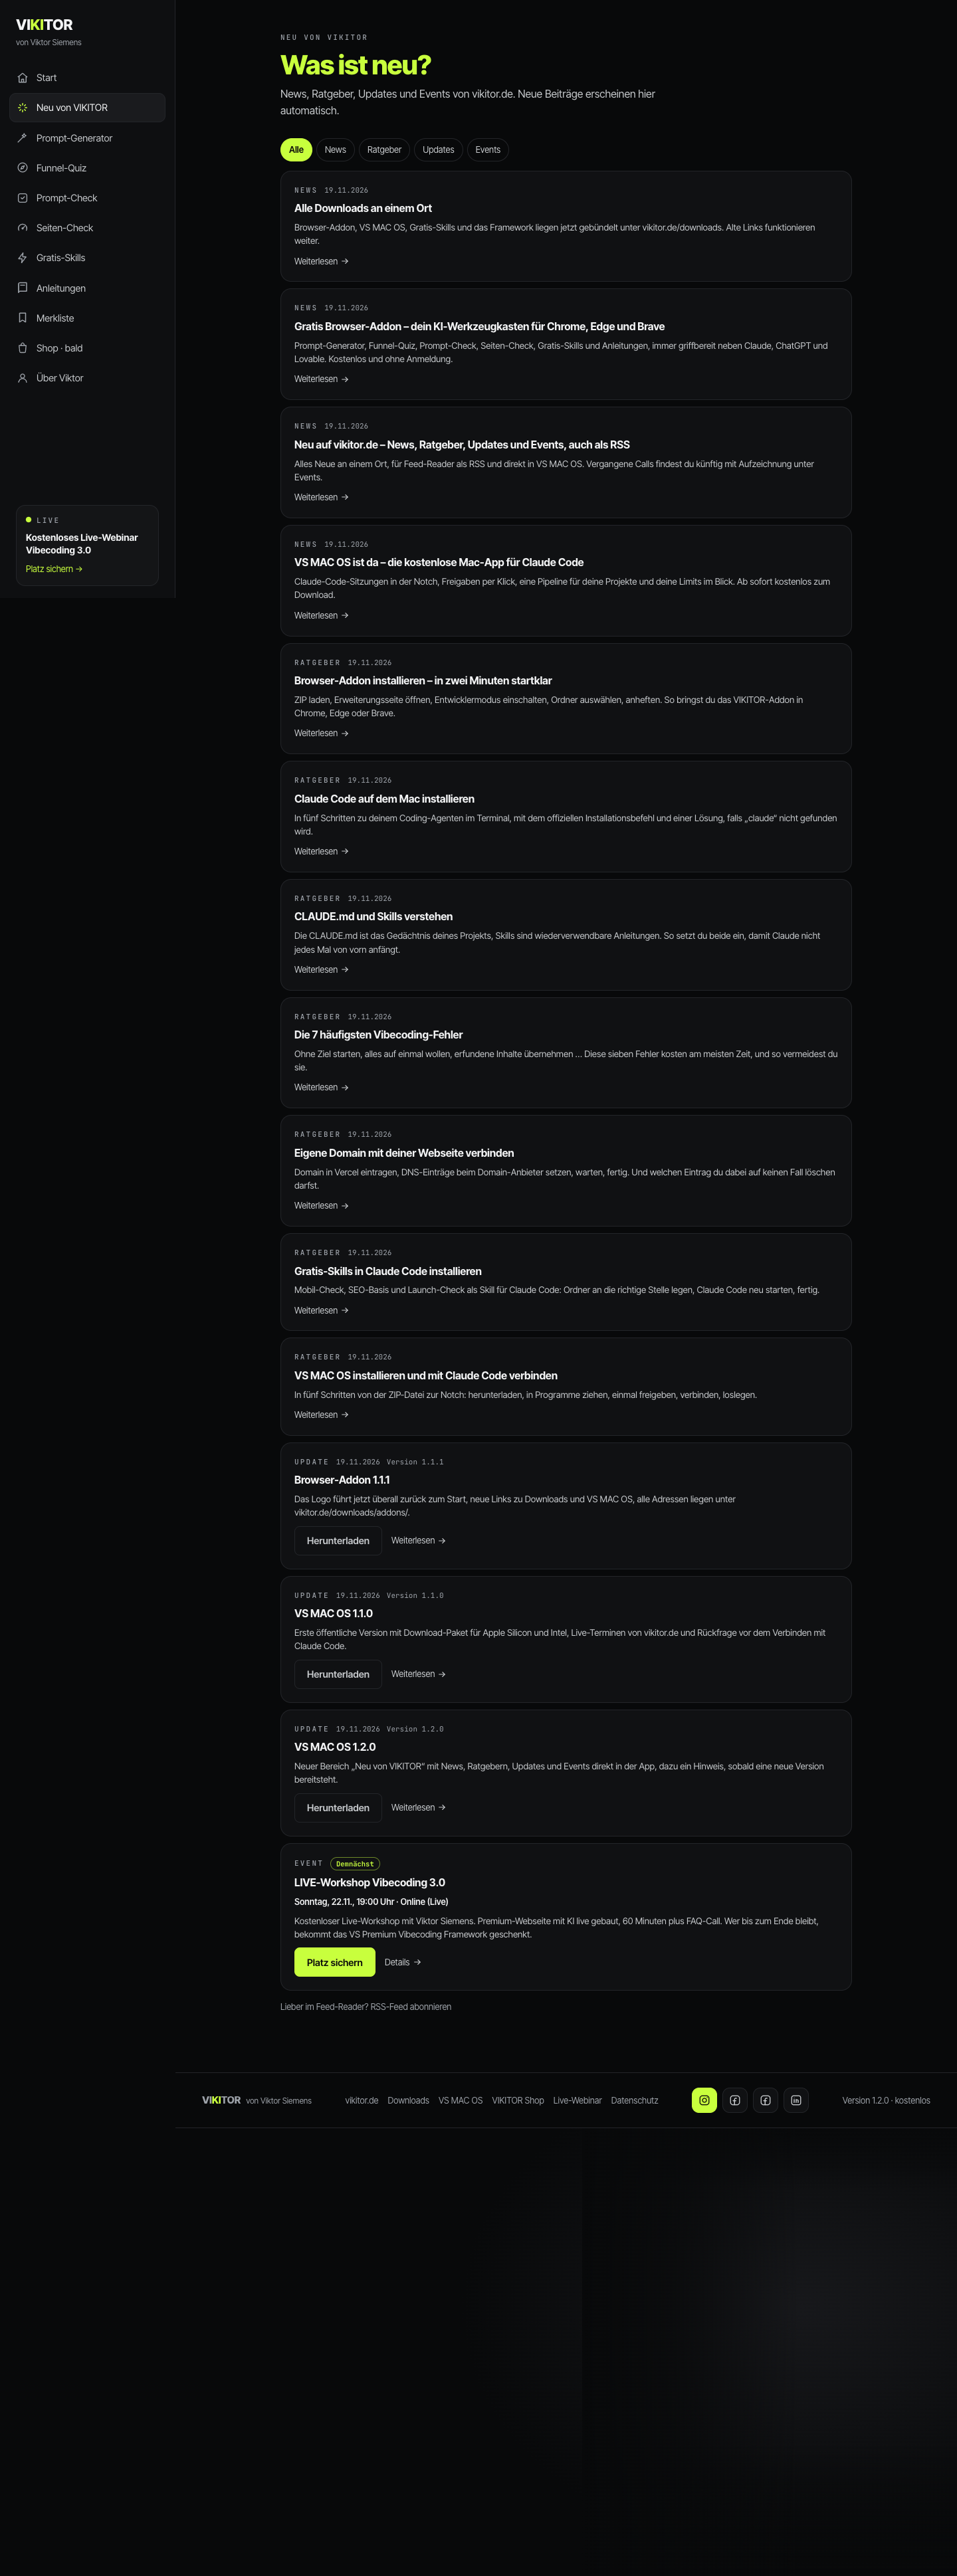 VIKITOR
von Viktor Siemens
Start
Neu von VIKITOR
Prompt-Generator
Funnel-Quiz
Prompt-Check
Seiten-Check
Gratis-Skills
Anleitungen
Merkliste
Shop · bald
Über Viktor
LIVE
Kostenloses Live-Webinar
Vibecoding 3.0
Platz sichern →
NEU VON VIKITOR
Was ist neu?
News, Ratgeber, Updates und Events von vikitor.de. Neue Beiträge erscheinen hier
automatisch.
Alle News Ratgeber Updates Events
NEWS 19.11.2026
Alle Downloads an einem Ort
Browser-Addon, VS MAC OS, Gratis-Skills und das Framework liegen jetzt gebündelt unter vikitor.de/downloads. Alte Links funktionieren
weiter.
Weiterlesen →
NEWS 19.11.2026
Gratis Browser-Addon – dein KI-Werkzeugkasten für Chrome, Edge und Brave
Prompt-Generator, Funnel-Quiz, Prompt-Check, Seiten-Check, Gratis-Skills und Anleitungen, immer griffbereit neben Claude, ChatGPT und
Lovable. Kostenlos und ohne Anmeldung.
Weiterlesen →
NEWS 19.11.2026
Neu auf vikitor.de – News, Ratgeber, Updates und Events, auch als RSS
Alles Neue an einem Ort, für Feed-Reader als RSS und direkt in VS MAC OS. Vergangene Calls findest du künftig mit Aufzeichnung unter
Events.
Weiterlesen →
NEWS 19.11.2026
VS MAC OS ist da – die kostenlose Mac-App für Claude Code
Claude-Code-Sitzungen in der Notch, Freigaben per Klick, eine Pipeline für deine Projekte und deine Limits im Blick. Ab sofort kostenlos zum
Download.
Weiterlesen →
RATGEBER 19.11.2026
Browser-Addon installieren – in zwei Minuten startklar
ZIP laden, Erweiterungsseite öffnen, Entwicklermodus einschalten, Ordner auswählen, anheften. So bringst du das VIKITOR-Addon in
Chrome, Edge oder Brave.
Weiterlesen →
RATGEBER 19.11.2026
Claude Code auf dem Mac installieren
In fünf Schritten zu deinem Coding-Agenten im Terminal, mit dem offiziellen Installationsbefehl und einer Lösung, falls „claude“ nicht gefunden
wird.
Weiterlesen →
RATGEBER 19.11.2026
CLAUDE.md und Skills verstehen
Die CLAUDE.md ist das Gedächtnis deines Projekts, Skills sind wiederverwendbare Anleitungen. So setzt du beide ein, damit Claude nicht
jedes Mal von vorn anfängt.
Weiterlesen →
RATGEBER 19.11.2026
Die 7 häufigsten Vibecoding-Fehler
Ohne Ziel starten, alles auf einmal wollen, erfundene Inhalte übernehmen … Diese sieben Fehler kosten am meisten Zeit, und so vermeidest du
sie.
Weiterlesen →
RATGEBER 19.11.2026
Eigene Domain mit deiner Webseite verbinden
Domain in Vercel eintragen, DNS-Einträge beim Domain-Anbieter setzen, warten, fertig. Und welchen Eintrag du dabei auf keinen Fall löschen
darfst.
Weiterlesen →
RATGEBER 19.11.2026
Gratis-Skills in Claude Code installieren
Mobil-Check, SEO-Basis und Launch-Check als Skill für Claude Code: Ordner an die richtige Stelle legen, Claude Code neu starten, fertig.
Weiterlesen →
RATGEBER 19.11.2026
VS MAC OS installieren und mit Claude Code verbinden
In fünf Schritten von der ZIP-Datei zur Notch: herunterladen, in Programme ziehen, einmal freigeben, verbinden, loslegen.
Weiterlesen →
UPDATE 19.11.2026 Version 1.1.1
Browser-Addon 1.1.1
Das Logo führt jetzt überall zurück zum Start, neue Links zu Downloads und VS MAC OS, alle Adressen liegen unter
vikitor.de/downloads/addons/.
Herunterladen Weiterlesen →
UPDATE 19.11.2026 Version 1.1.0
VS MAC OS 1.1.0
Erste öffentliche Version mit Download-Paket für Apple Silicon und Intel, Live-Terminen von vikitor.de und Rückfrage vor dem Verbinden mit
Claude Code.
Herunterladen Weiterlesen →
UPDATE 19.11.2026 Version 1.2.0
VS MAC OS 1.2.0
Neuer Bereich „Neu von VIKITOR“ mit News, Ratgebern, Updates und Events direkt in der App, dazu ein Hinweis, sobald eine neue Version
bereitsteht.
Herunterladen Weiterlesen →
EVENT Demnächst
LIVE-Workshop Vibecoding 3.0
Sonntag, 22.11., 19:00 Uhr · Online (Live)
Kostenloser Live-Workshop mit Viktor Siemens. Premium-Webseite mit KI live gebaut, 60 Minuten plus FAQ-Call. Wer bis zum Ende bleibt,
bekommt das VS Premium Vibecoding Framework geschenkt.
Platz sichern Details →
Lieber im Feed-Reader? RSS-Feed abonnieren
VIKITOR von Viktor Siemens vikitor.de Downloads VS MAC OS VIKITOR Shop Live-Webinar Datenschutz Version 1.2.0 · kostenlos